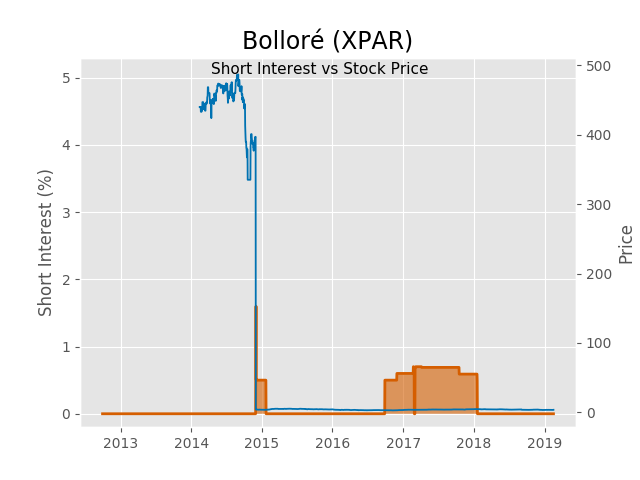 Bolloré (XPAR)
Short Interest vs Stock Price
Short Interest (%)
5
4
3
2
1
0
500
400
300
200
100
0
Price
2013 2014 2015 2016 2017 2018 2019